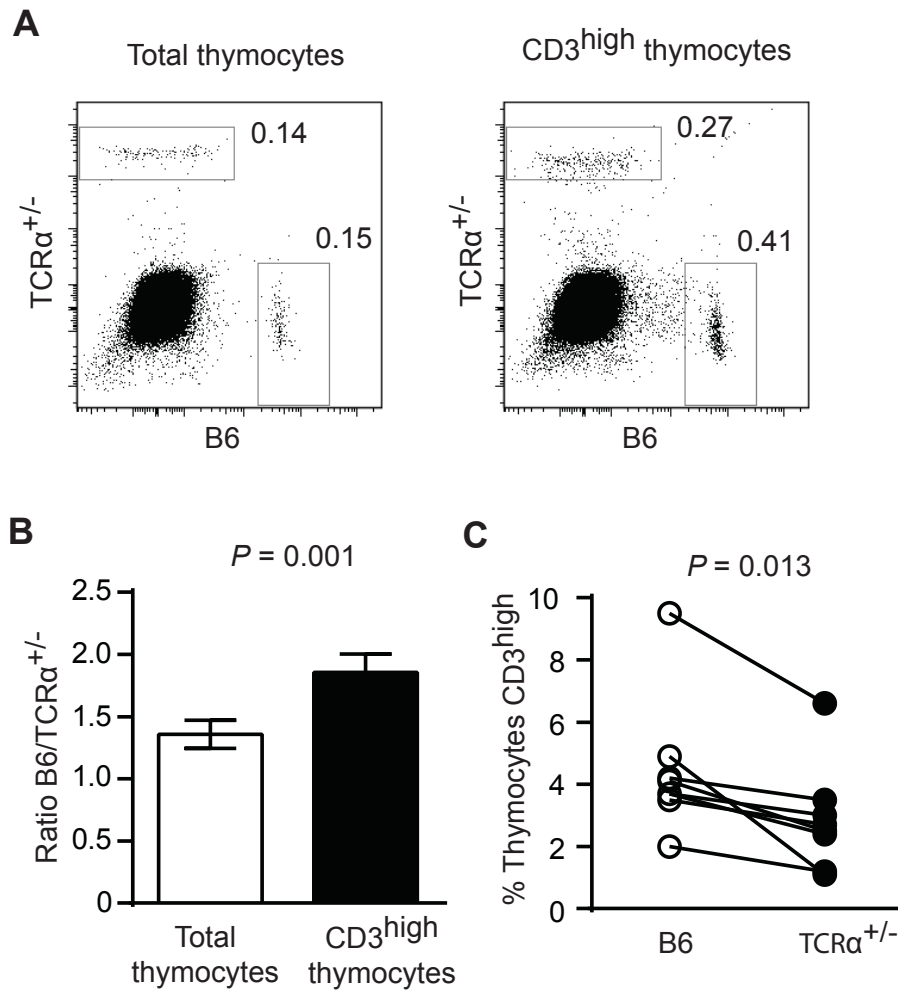 A
Total thymocytes
CD3high thymocytes
0.14
0.15
TCRα+/-
B6
0.27
0.41
TCRα+/-
B6
B
P = 0.001
2.5
2.0
1.5
1.0
0.5
0
Ratio B6/TCRα+/-
Total
thymocytes
CD3high
thymocytes
C
P = 0.013
10
8
6
4
2
0
% Thymocytes CD3high
B6
TCRα+/-